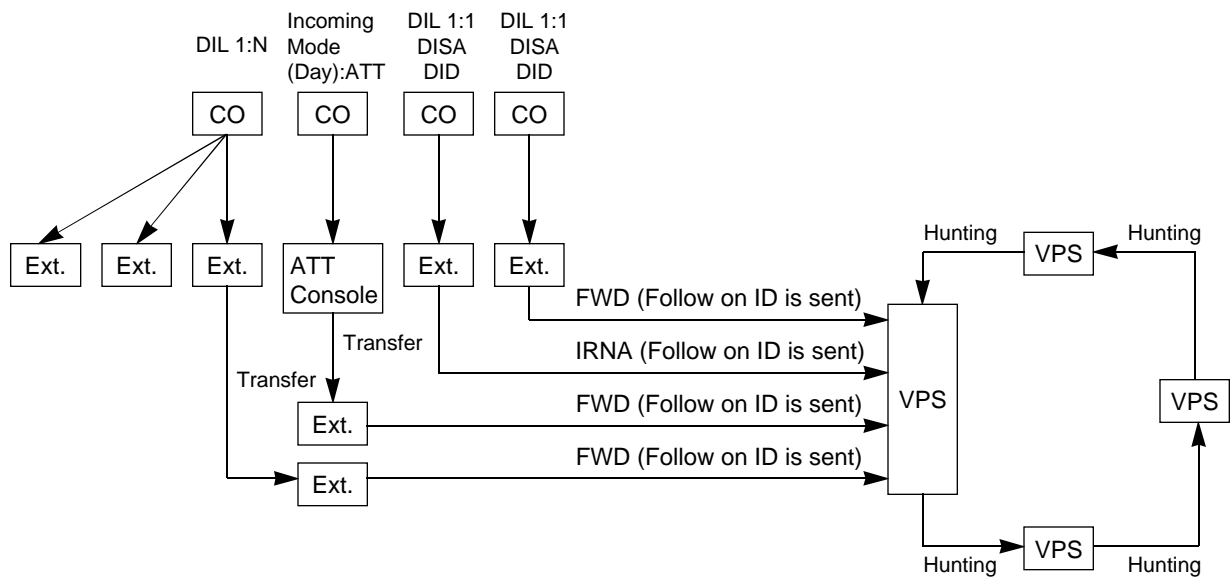 DIL 1:N
Incoming
Mode
(Day):ATT
DIL 1:1
DISA
DID
DIL 1:1
DISA
DID
CO
CO
CO
CO
Ext.
Ext.
Ext.
ATT
Console
Ext.
Ext.
Hunting
VPS
Hunting
FWD (Follow on ID is sent)
Transfer
IRNA (Follow on ID is sent)
Transfer
VPS
VPS
Ext.
FWD (Follow on ID is sent)
Ext.
FWD (Follow on ID is sent)
Hunting
VPS
Hunting